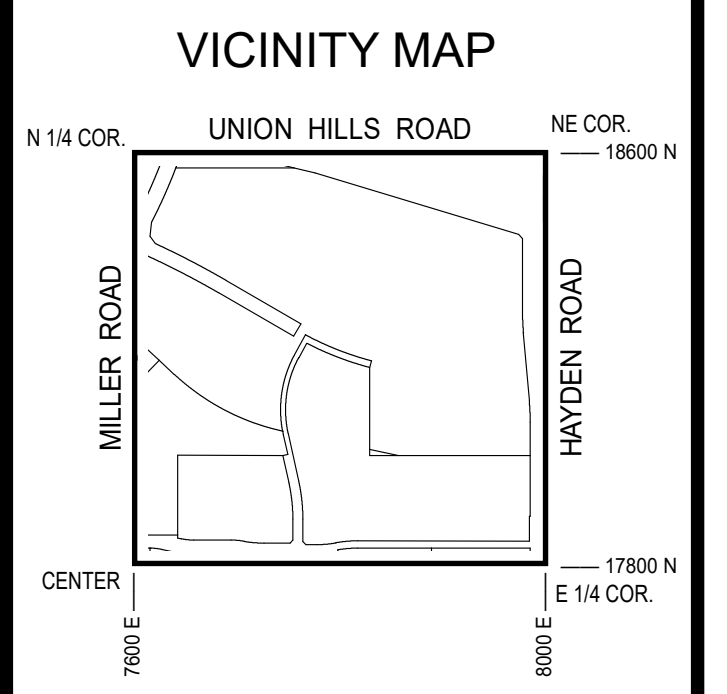 VICINITY MAP
UNION HILLS ROAD
N 1/4 COR.
NE COR.
18600 N
MILLER ROAD
HAYDEN ROAD
17800 N
CENTER
E 1/4 COR.
7600 E
8000 E